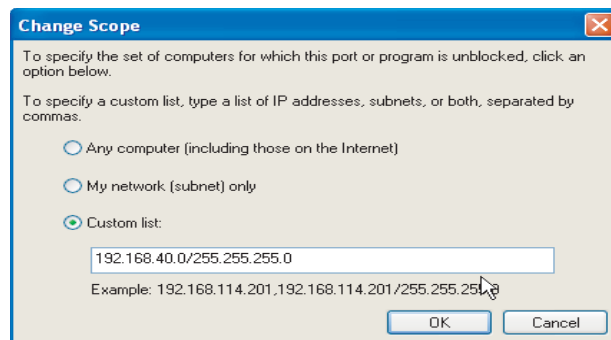 Change Scope
To specify the set of computers for which this port or program is unblocked, click an
option below.
To specify a custom list, type a list of IP addresses, subnets, or both, separated by
commas.
Any computer (including those on the Internet)
My network (subnet) only
Custom list:
192.168.40.0/255.255.255.0
Example: 192.168.114.201,192.168.114.201/255.255.255.0
OK
Cancel